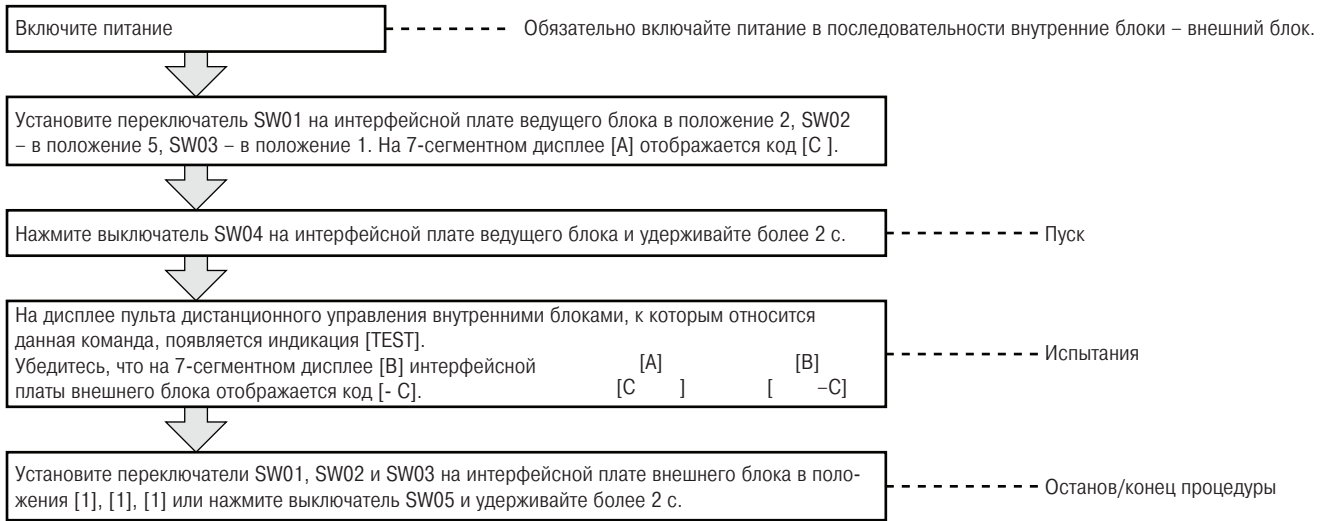 Включите питание
Обязательно включайте питание в последовательности внутренние блоки – внешний блок.
Установите переключатель SW01 на интерфейсной плате ведущего блока в положение 2, SW02
– в положение 5, SW03 – в положение 1. На 7-сегментном дисплее [A] отображается код [C ].
Нажмите выключатель SW04 на интерфейсной плате ведущего блока и удерживайте более 2 с.
Пуск
На дисплее пульта дистанционного управления внутренними блоками, к которым относится
данная команда, появляется индикация [TEST].
Убедитесь, что на 7-сегментном дисплее [B] интерфейсной
платы внешнего блока отображается код [- C].
[A] [B]
[C ] [ –C]
Испытания
Установите переключатели SW01, SW02 и SW03 на интерфейсной плате внешнего блока в поло-
жения [1], [1], [1] или нажмите выключатель SW05 и удерживайте более 2 с.
Останов/конец процедуры